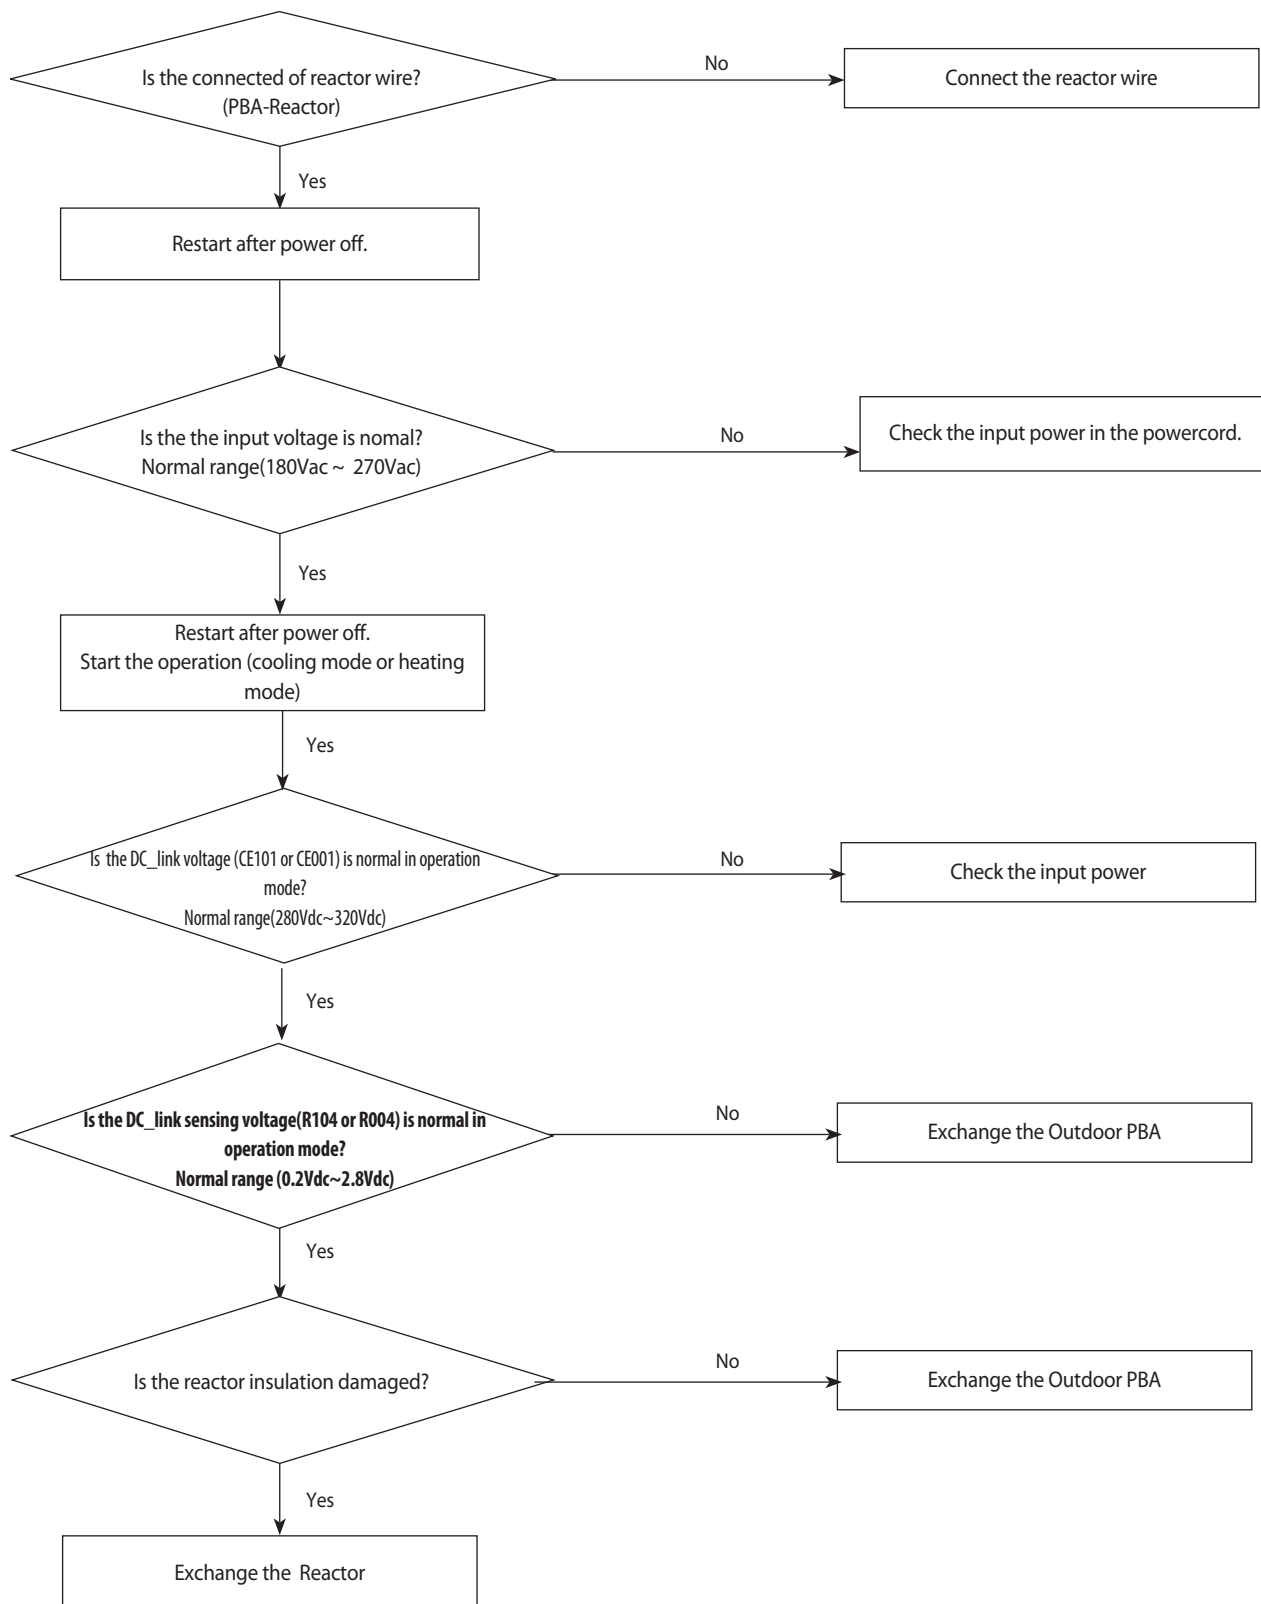 Is the connected of reactor wire?
(PBA-Reactor)
No
Connect the reactor wire
Yes
Restart after power off.
Is the the input voltage is nomal?
Normal range(180Vac ~ 270Vac)
No
Check the input power in the powercord.
Yes
Restart after power off.
Start the operation (cooling mode or heating
mode)
Yes
Is the DC_link voltage (CE101 or CE001) is normal in operation
mode?
Normal range(280Vdc~320Vdc)
No
Check the input power
Yes
Is the DC_link sensing voltage(R104 or R004) is normal in
operation mode?
Normal range (0.2Vdc~2.8Vdc)
No
Exchange the Outdoor PBA
Yes
Is the reactor insulation damaged?
No
Exchange the Outdoor PBA
Yes
Exchange the Reactor